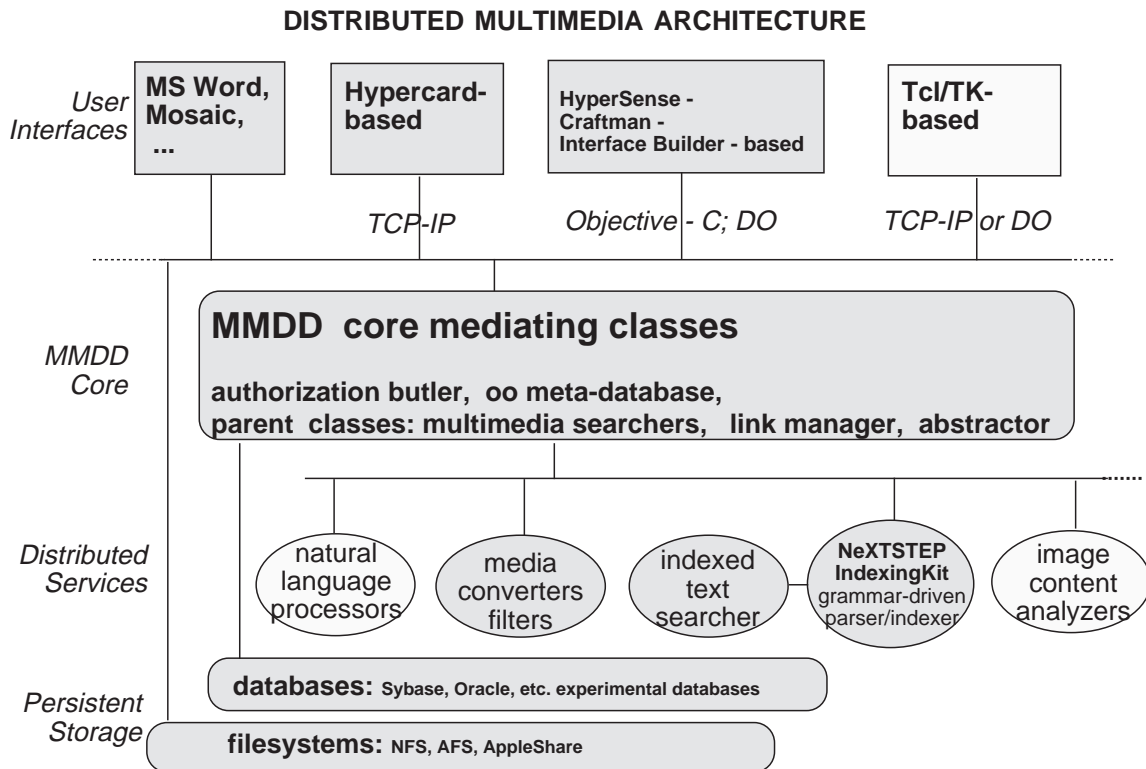 DISTRIBUTED MULTIMEDIA ARCHITECTURE
User
Interfaces
MS Word,
Mosaic,
...
Hypercard-
based
HyperSense -
Craftman -
Interface Builder - based
Tcl/TK-
based
TCP-IP
Objective - C; DO
TCP-IP or DO
MMDD
Core
MMDD core mediating classes
authorization butler, oo meta-database,
parent classes: multimedia searchers, link manager, abstractor
Distributed
Services
natural
language
processors
media
converters
filters
indexed
text
searcher
NeXTSTEP
IndexingKit
grammar-driven
parser/indexer
image
content
analyzers
Persistent
Storage
databases: Sybase, Oracle, etc. experimental databases
filesystems: NFS, AFS, AppleShare